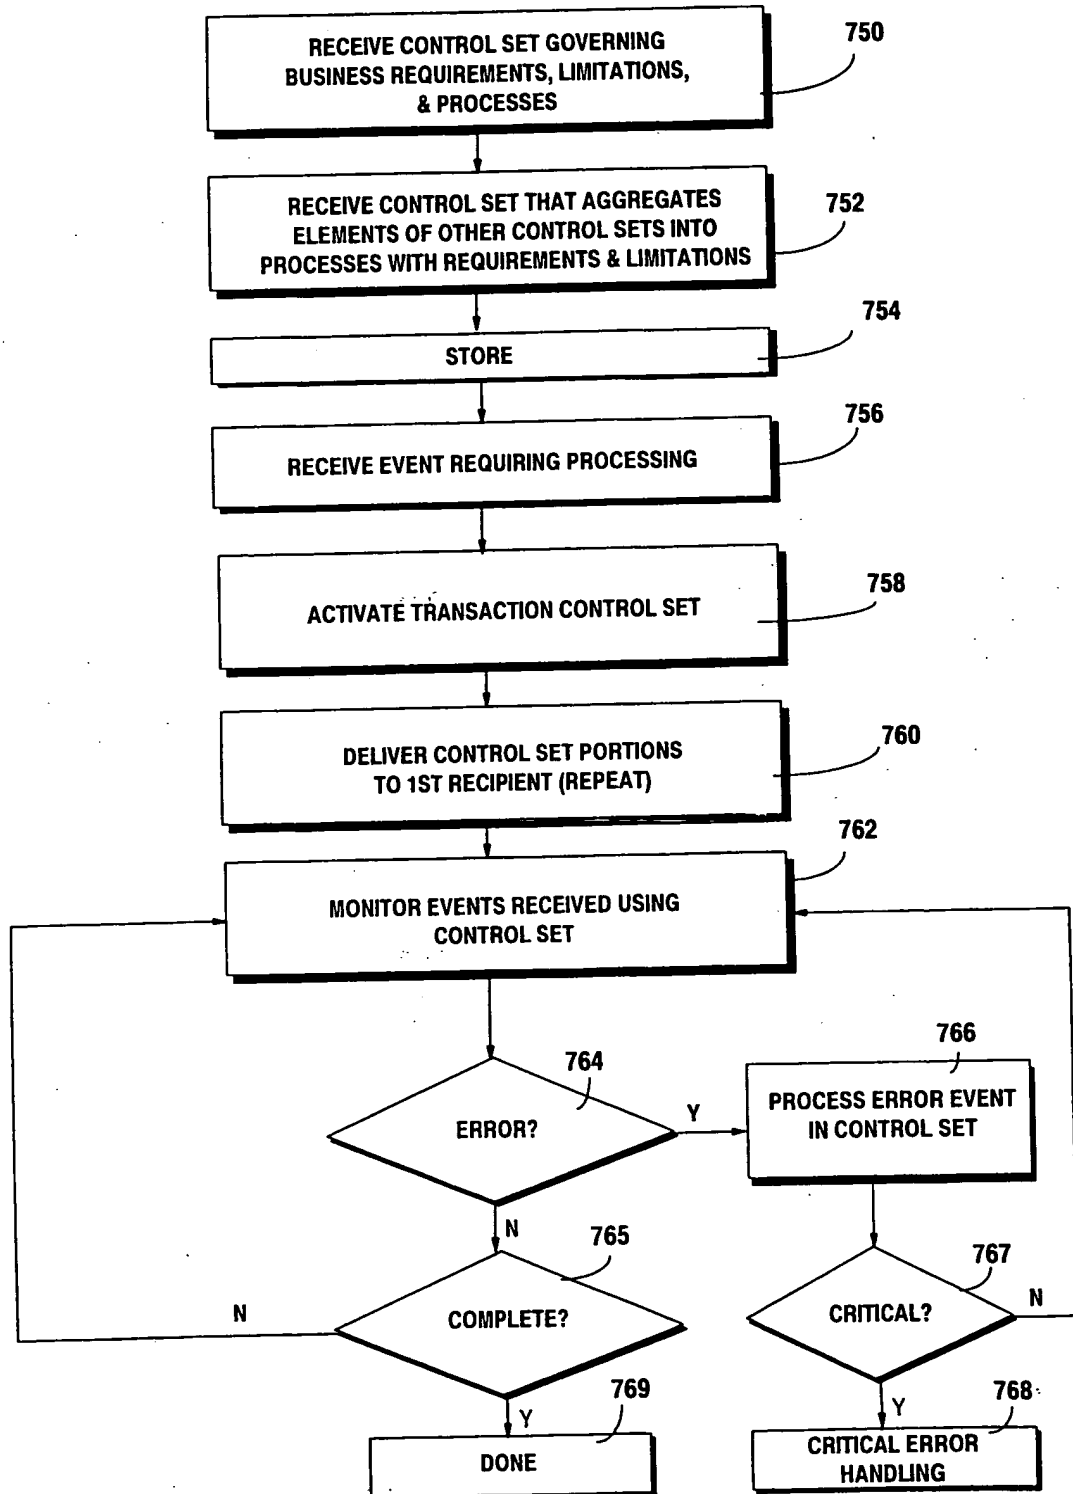 750
RECEIVE CONTROL SET GOVERNING
BUSINESS REQUIREMENTS, LIMITATIONS,
& PROCESSES
752
RECEIVE CONTROL SET THAT AGGREGATES
ELEMENTS OF OTHER CONTROL SETS INTO
PROCESSES WITH REQUIREMENTS & LIMITATIONS
754
STORE
756
RECEIVE EVENT REQUIRING PROCESSING
758
ACTIVATE TRANSACTION CONTROL SET
760
DELIVER CONTROL SET PORTIONS
TO 1ST RECIPIENT (REPEAT)
762
MONITOR EVENTS RECEIVED USING
CONTROL SET
764
ERROR?
Y
766
PROCESS ERROR EVENT
IN CONTROL SET
N
765
COMPLETE?
N
767
CRITICAL?
N
Y
769
DONE
Y
768
CRITICAL ERROR
HANDLING